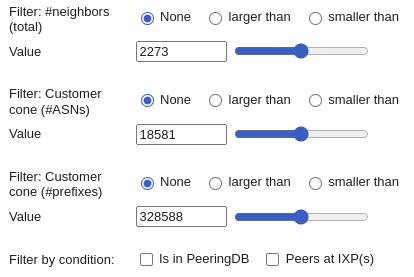 Filter: #neighbors (total)
None larger than smaller than
Value 2273
Filter: Customer cone (#ASNs)
None larger than smaller than
Value 18581
Filter: Customer cone (#prefixes)
None larger than smaller than
Value 328588
Filter by condition: Is in PeeringDB Peers at IXP(s)